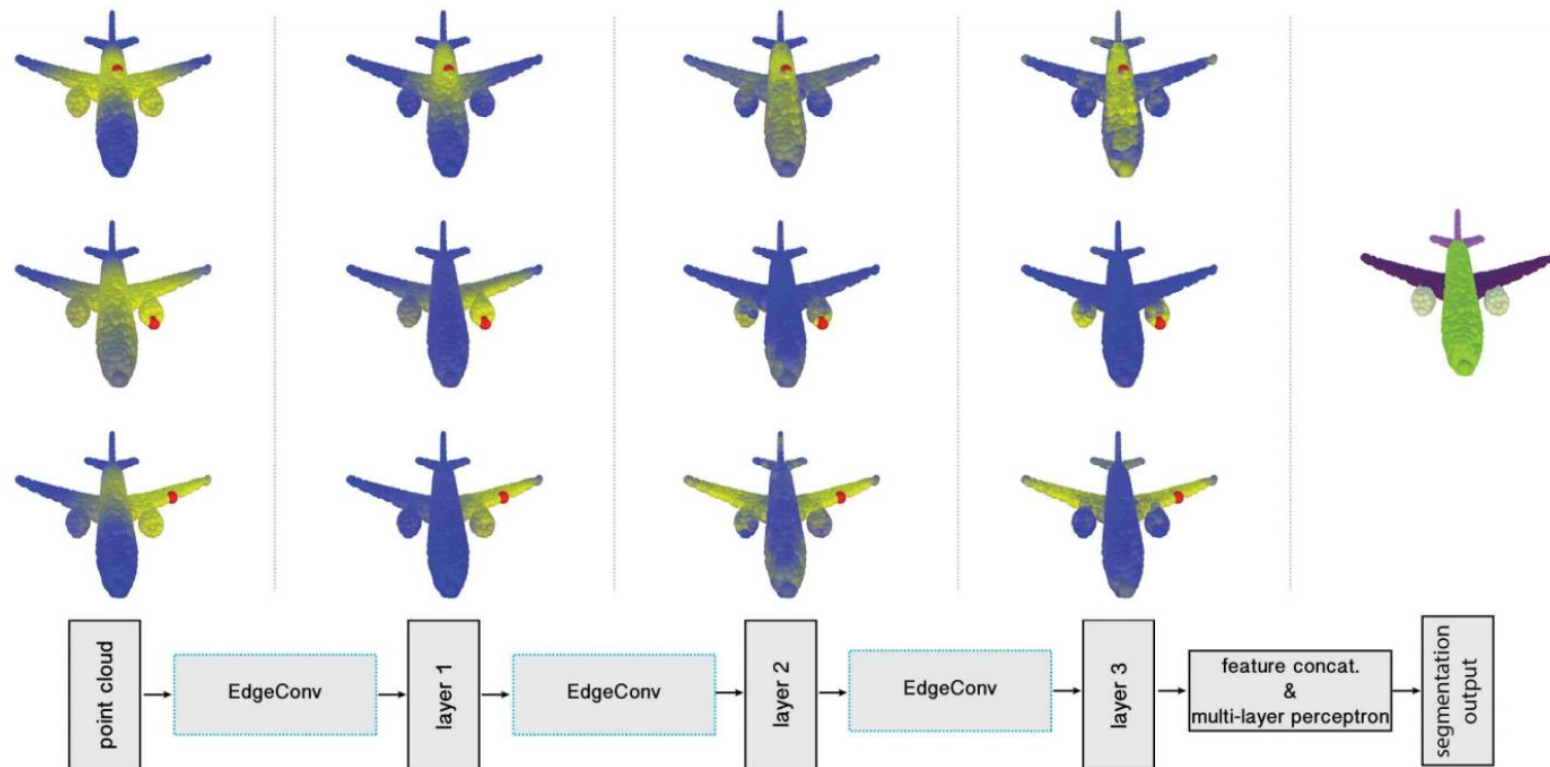 point cloud
EdgeConv
layer 1
EdgeConv
layer 2
EdgeConv
layer 3
feature concat.
&
multi-layer perceptron
segmentation
output